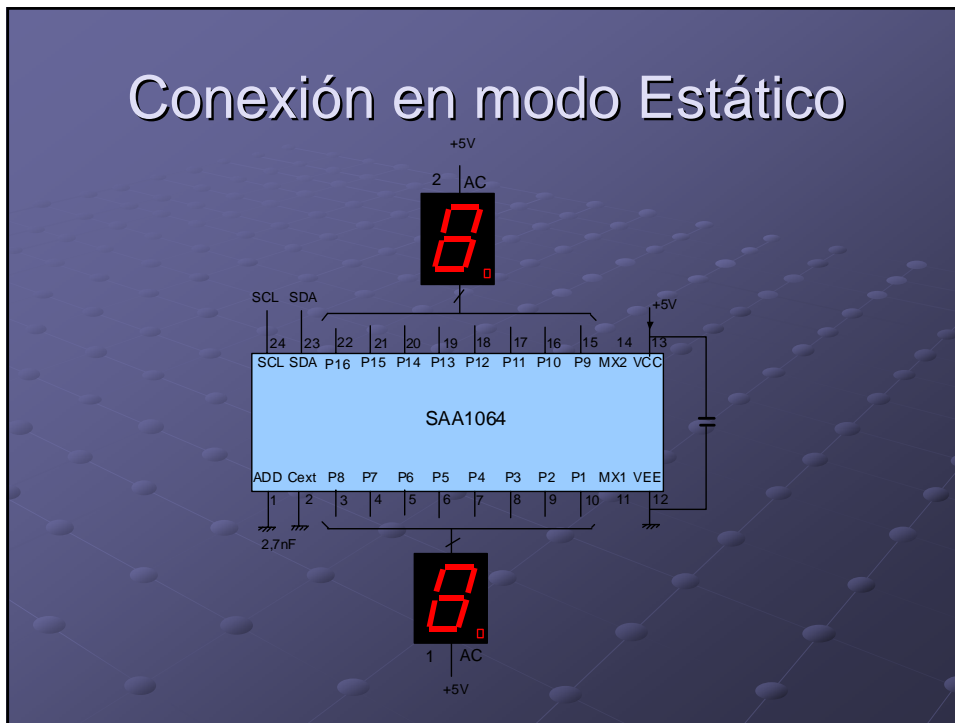 Conexión en modo Estático
+5V
2 AC
SCL SDA
+5V
24 23 22 21 20 19 18 17 16 15 14 13
SCL SDA P16 P15 P14 P13 P12 P11 P10 P9 MX2 VCC
SAA1064
ADD Cext P8 P7 P6 P5 P4 P3 P2 P1 MX1 VEE
1 2 3 4 5 6 7 8 9 10 11 12
2,7nF
1 AC
+5V